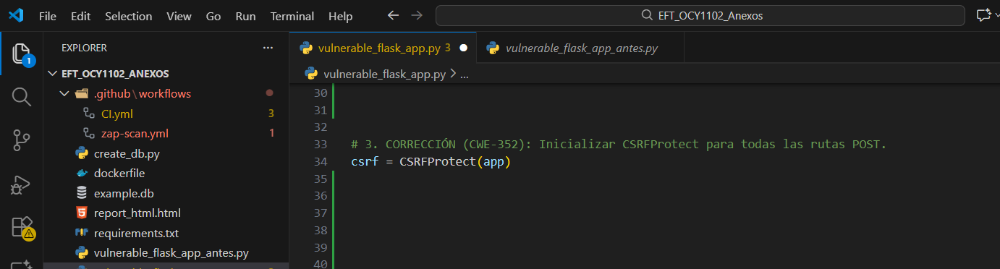 File Edit Selection View Go Run Terminal Help
EFT_OCY1102_Anexos
EXPLORER
vulnerable_flask_app.py 3
vulnerable_flask_app_antes.py
1
EFT_OCY1102_ANEXOS
vulnerable_flask_app.py > ...
.github\workflows
CI.yml 3
zap-scan.yml 1
create_db.py
dockerfile
example.db
report_html.html
requirements.txt
vulnerable_flask_app_antes.py
30
31
32
33 # 3. CORRECCIÓN (CWE-352): Inicializar CSRFProtect para todas las rutas POST.
34 csrf = CSRFProtect(app)
35
36
37
38
39
40